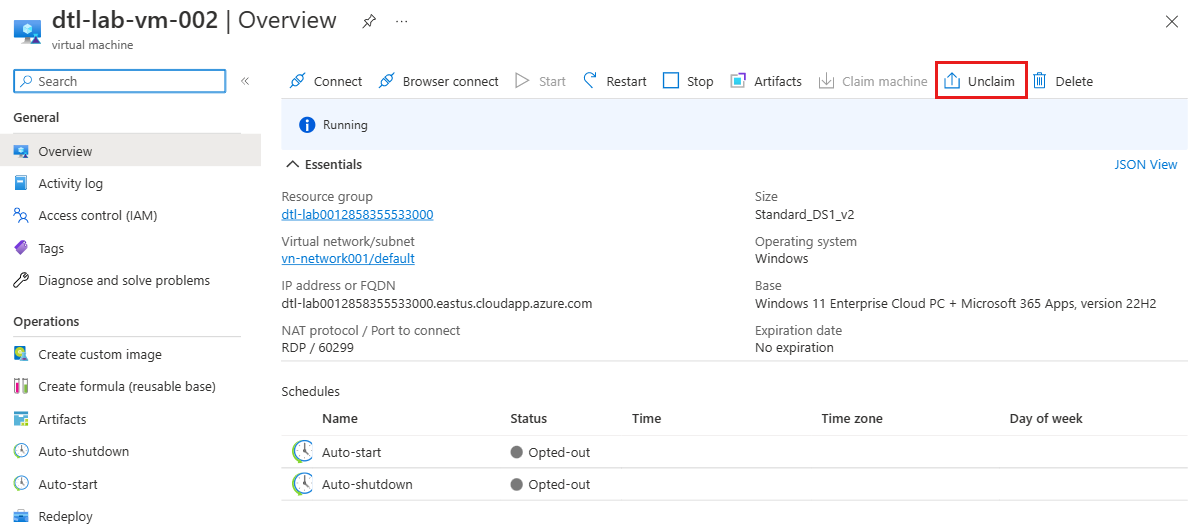 dtl-lab-vm-002 | Overview
virtual machine
Search
General
Overview
Activity log
Access control (IAM)
Tags
Diagnose and solve problems
Operations
Create custom image
Create formula (reusable base)
Artifacts
Auto-shutdown
Auto-start
Redeploy
Connect Browser connect Start Restart Stop Artifacts Claim machine Unclaim Delete
Running
Essentials JSON View
Resource group
dtl-lab0012858355533000
Virtual network/subnet
vn-network001/default
IP address or FQDN
dtl-lab0012858355533000.eastus.cloudapp.azure.com
NAT protocol / Port to connect
RDP / 60299
Size
Standard_DS1_v2
Operating system
Windows
Base
Windows 11 Enterprise Cloud PC + Microsoft 365 Apps, version 22H2
Expiration date
No expiration
Schedules
Name Status Time Time zone Day of week
Auto-start Opted-out
Auto-shutdown Opted-out